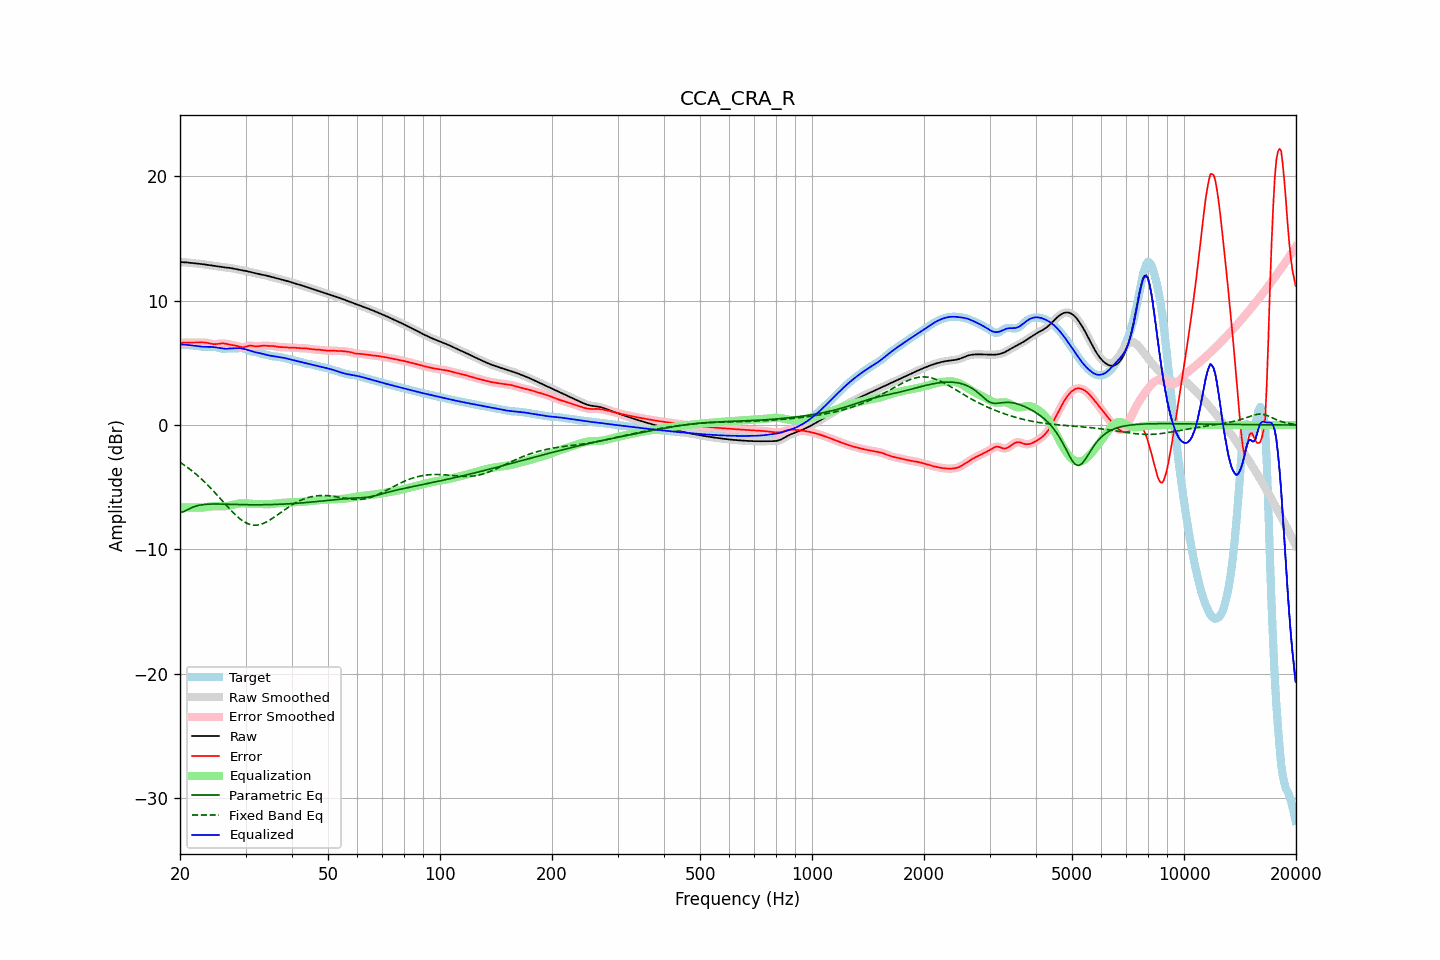 CCA_CRA_R
Amplitude (dBr)
20
10
0
−10
−20
−30
Target
Raw Smoothed
Error Smoothed
Raw
Error
Equalization
Parametric Eq
Fixed Band Eq
Equalized
20 50 100 200 500 1000 2000 5000 10000 20000
Frequency (Hz)